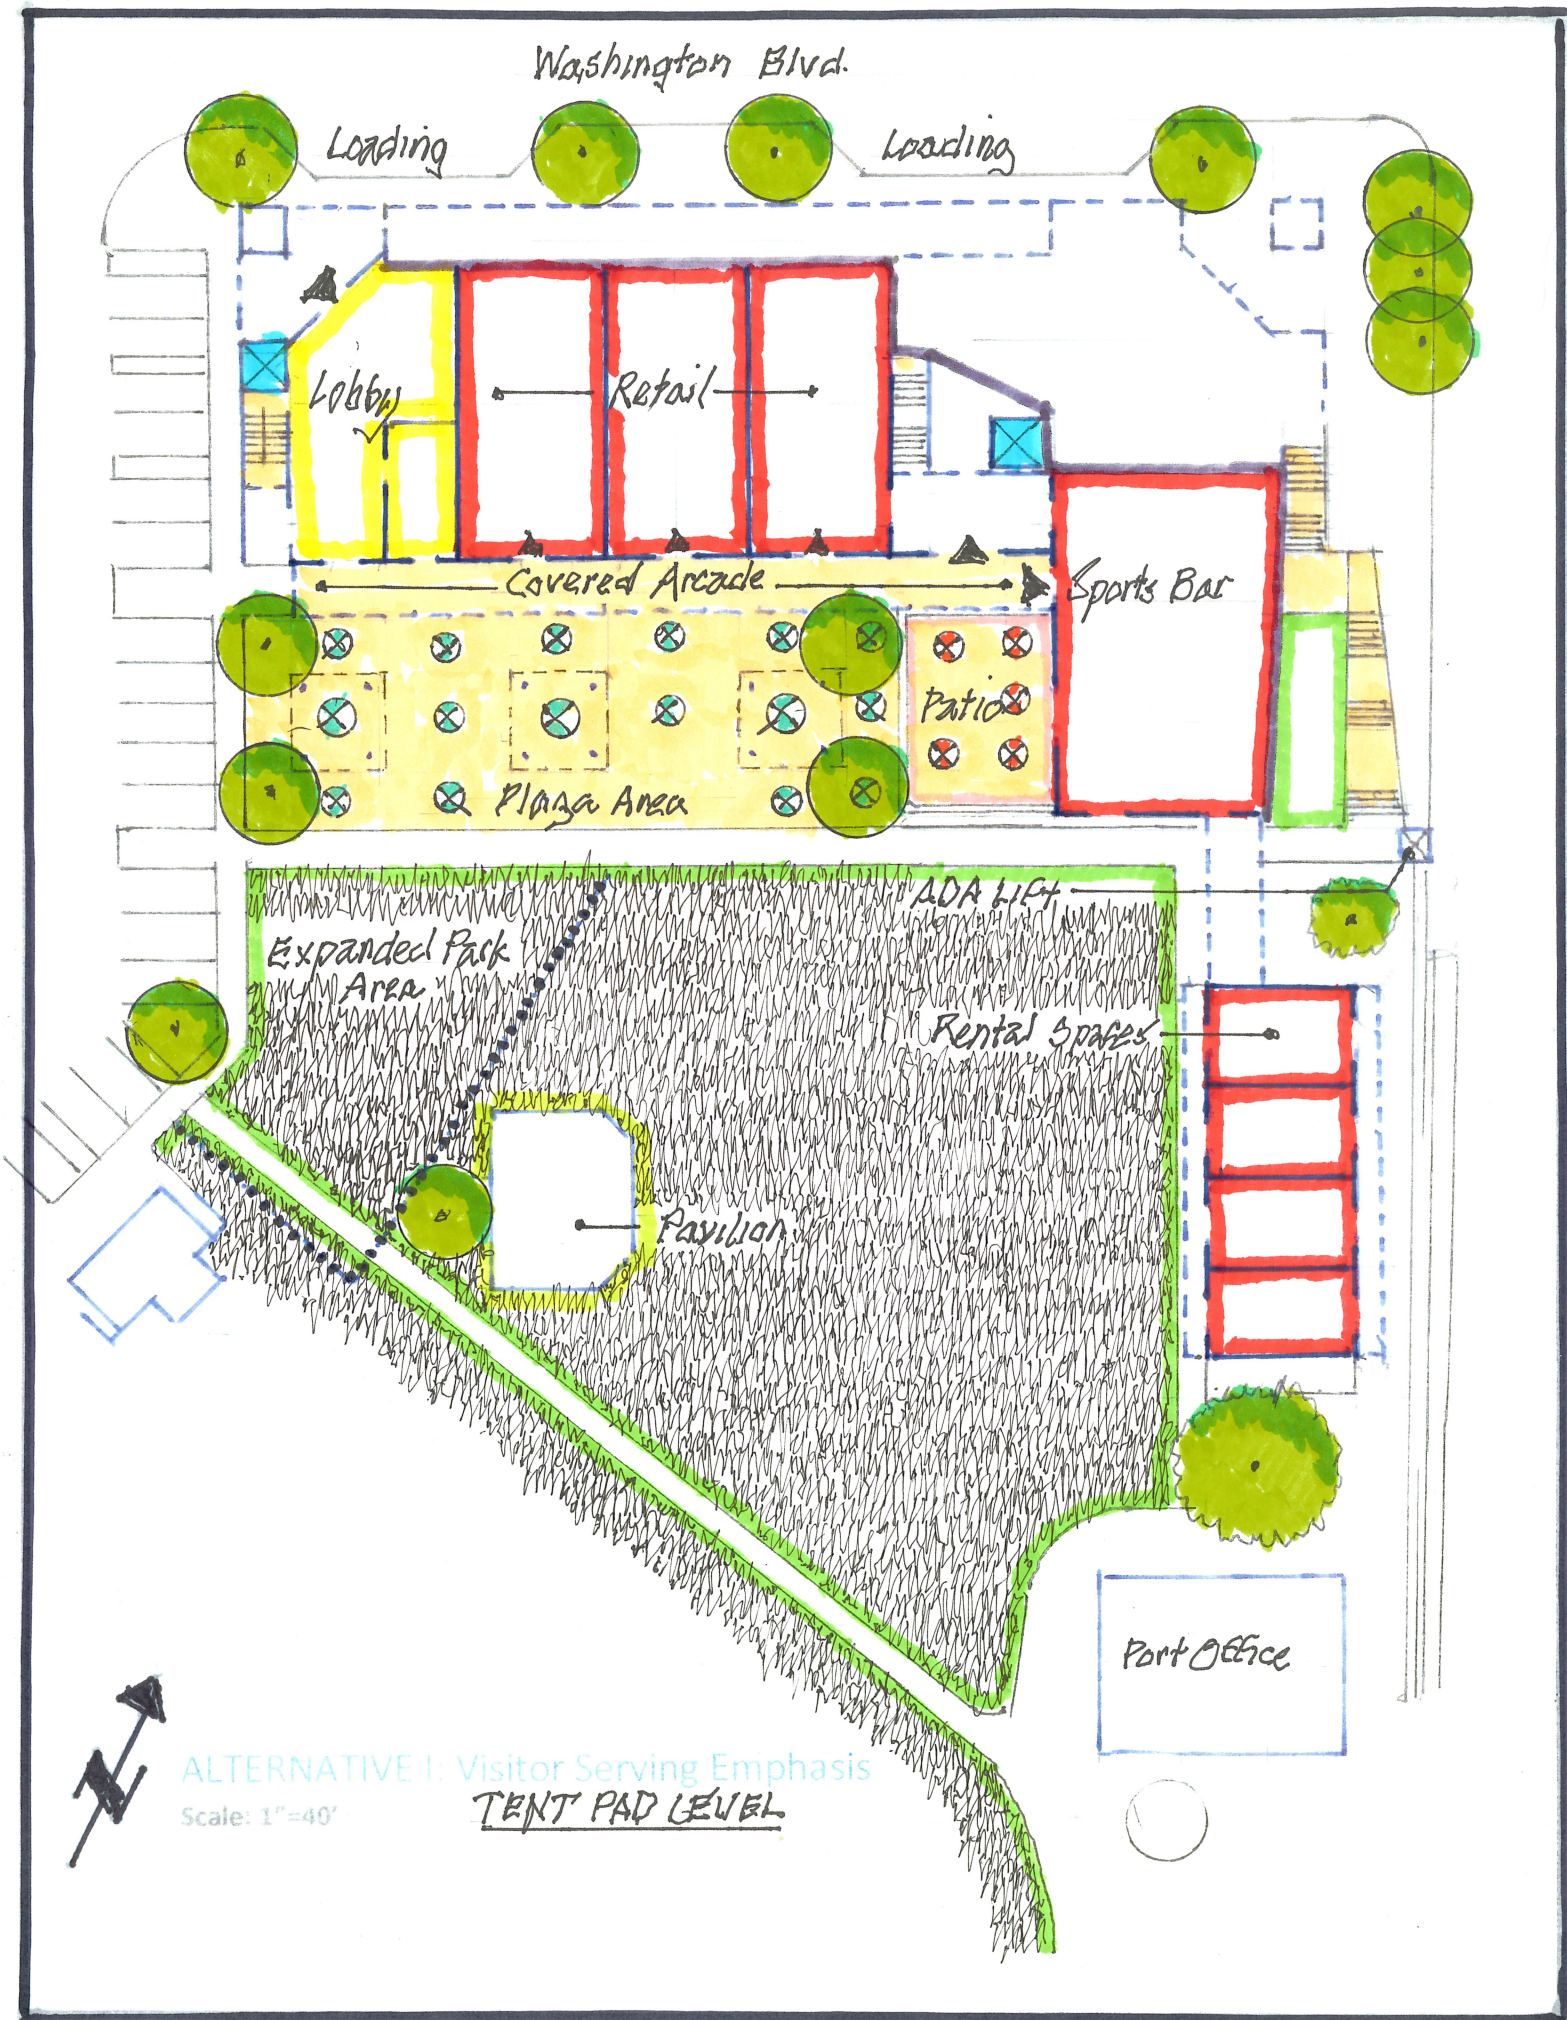 Washington Blvd.
Loading
Loading
Lobby
Retail
Covered Arcade
Sports Bar
Patio
Plaza Area
ADA Lift
Expanded Park
Area
Rental Spaces
Pavilion
Port Office
N
ALTERNATIVE I: Visitor Serving Emphasis
Scale: 1"=40'
TENT PAD LEVEL